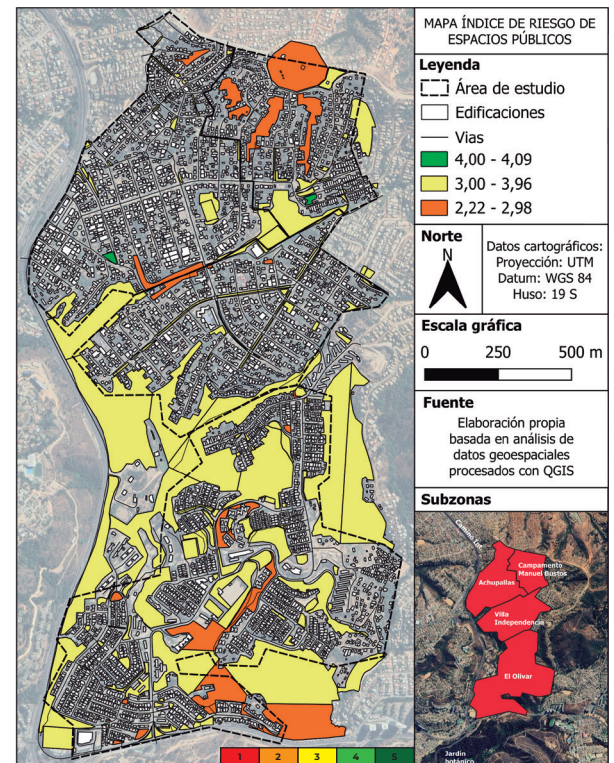 MAPA ÍNDICE DE RIESGO DE
ESPACIOS PÚBLICOS
Leyenda
Área de estudio
Edificaciones
Vias
4,00 - 4,09
3,00 - 3,96
2,22 - 2,98
Norte
N
Datos cartográficos:
Proyección: UTM
Datum: WGS 84
Huso: 19 S
Escala gráfica
0 250 500 m
Fuente
Elaboración propia
basada en análisis de
datos geoespaciales
procesados con QGIS
Subzonas
Campamento
Manuel Bustos
Achupallas
Villa
Independencia
El Olivar
Jardín
botánico
1 2 3 4 5